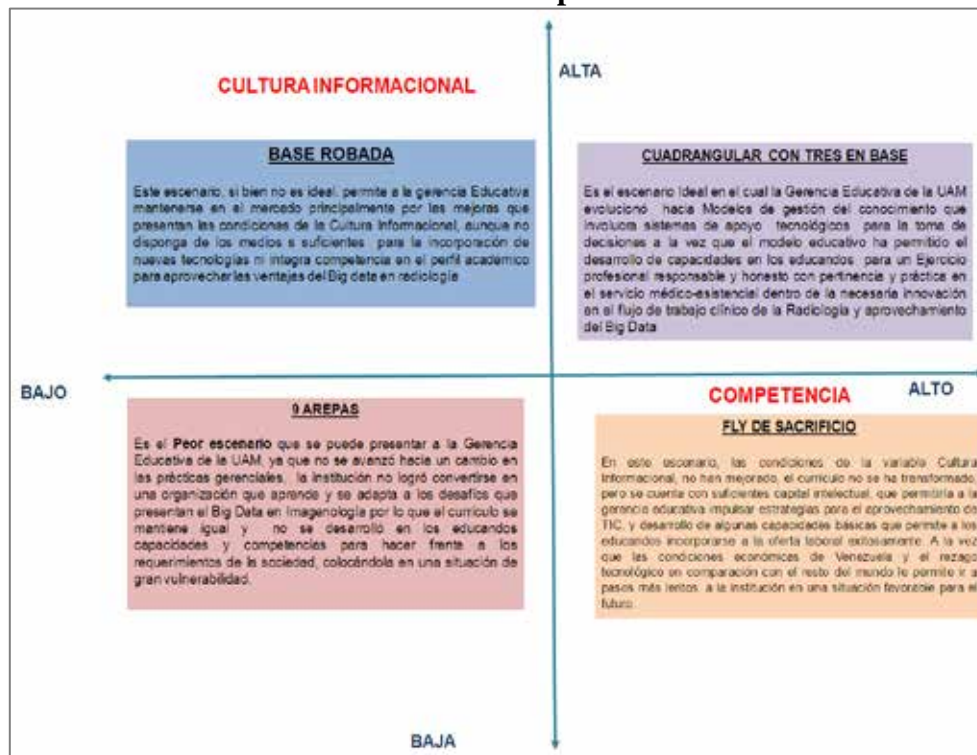 ALTA
CULTURA INFORMACIONAL
BASE ROBADA
Este escenario, si bien no es ideal, permite a la gerencia Educativa
mantenerse en el mercado principalmente por las mejoras que
presentan las condiciones de la Cultura Informacional, aunque no
disponga de los medios suficientes para la incorporación de
nuevas tecnologías ni integra competencia en el perfil académico
para aprovechar las ventajas del Big data en radiología
CUADRANGULAR CON TRES EN BASE
Es el escenario Ideal en el cual la Gerencia Educativa de la UAM
evolucionó hacia Modelos de gestión del conocimiento que
involucra sistemas de apoyo tecnológicos para la toma de
decisiones a la vez que el modelo educativo ha permitido el
desarrollo de capacidades en los educandos para un Ejercicio
profesional responsable y honesto con pertinencia y práctica en
el servicio médico-asistencial dentro de la necesaria innovación
en el flujo de trabajo clínico de la Radiología y aprovechamiento
del Big Data
BAJO
COMPETENCIA
ALTO
9 AREPAS
Es el Peor escenario que se puede presentar a la Gerencia
Educativa de la UAM, ya que no se avanzó hacia un cambio en
las prácticas gerenciales, la Institución no logró convertirse en
una organización que aprende y se adapta a los desafíos que
presentan el Big Data en Imagenología por lo que el currículo se
mantiene igual y no se desarrolló en los educandos
capacidades y competencias para hacer frente a los
requerimientos de la sociedad, colocándola en una situación de
gran vulnerabilidad.
FLY DE SACRIFICIO
En este escenario, las condiciones de la variable Cultura
Informacional, no han mejorado, el currículo no se ha transformado,
pero se cuenta con suficientes capital intelectual, que permitiría a la
gerencia educativa impulsar estrategias para el aprovechamiento de
TIC, y desarrollo de algunas capacidades básicas que permite a los
educandos incorporarse a la oferta laboral exitosamente. A la vez
que las condiciones económicas de Venezuela y el rezago
tecnológico en comparación con el resto del mundo le permite ir a
pasos más lentos a la institución en una situación favorable para el
futuro.
BAJA